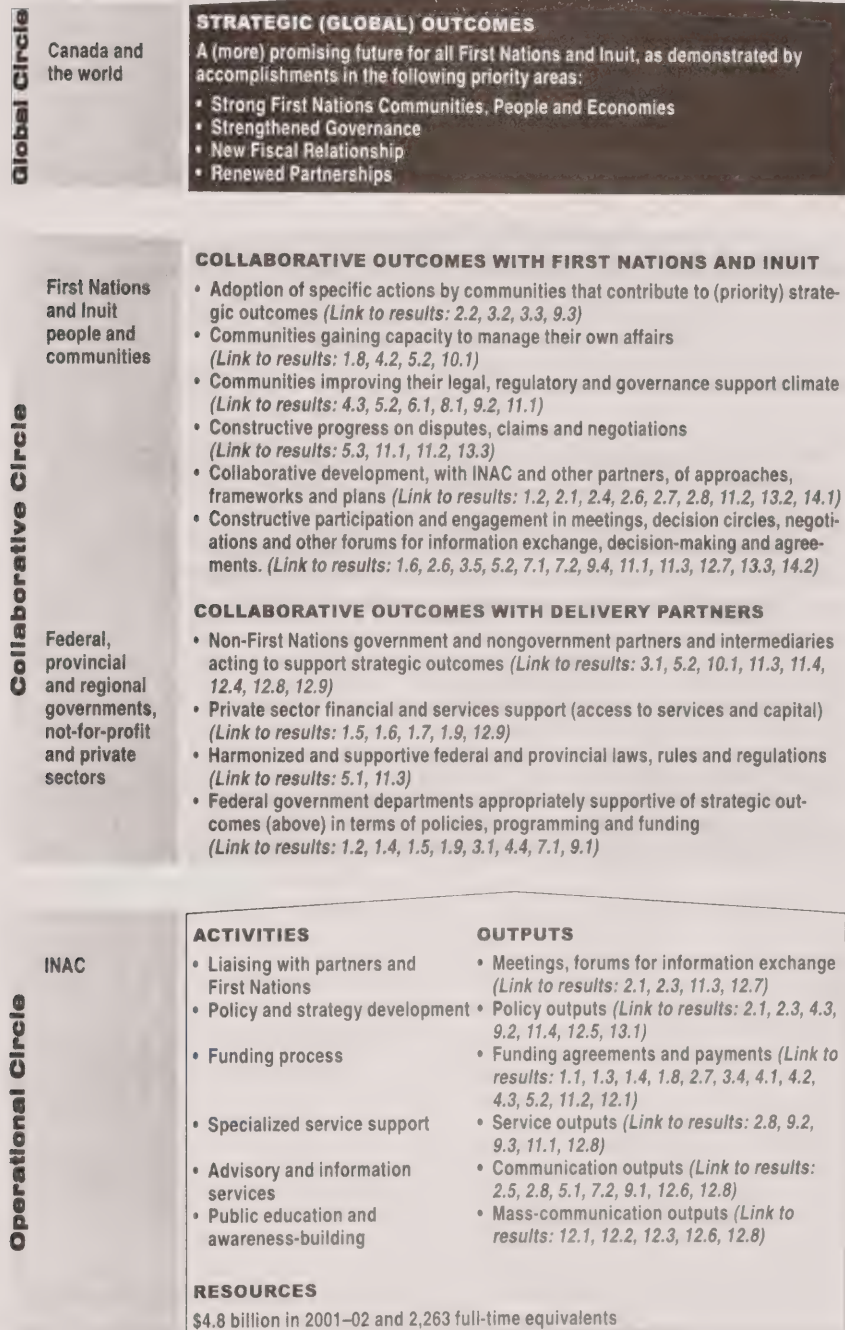 Global Circle
Canada and
the world
STRATEGIC (GLOBAL) OUTCOMES
A (more) promising future for all First Nations and Inuit, as demonstrated by
accomplishments in the following priority areas:
• Strong First Nations Communities, People and Economies
• Strengthened Governance
• New Fiscal Relationship
• Renewed Partnerships
Collaborative Circle
First Nations
and Inuit
people and
communities
COLLABORATIVE OUTCOMES WITH FIRST NATIONS AND INUIT
• Adoption of specific actions by communities that contribute to (priority) strate-
gic outcomes (Link to results: 2.2, 3.2, 3.3, 9.3)
• Communities gaining capacity to manage their own affairs
(Link to results: 1.8, 4.2, 5.2, 10.1)
• Communities improving their legal, regulatory and governance support climate
(Link to results: 4.3, 5.2, 6.1, 8.1, 9.2, 11.1)
• Constructive progress on disputes, claims and negotiations
(Link to results: 5.3, 11.1, 11.2, 13.3)
• Collaborative development, with INAC and other partners, of approaches,
frameworks and plans (Link to results: 1.2, 2.1, 2.4, 2.6, 2.7, 2.8, 11.2, 13.2, 14.1)
• Constructive participation and engagement in meetings, decision circles, negoti-
ations and other forums for information exchange, decision-making and agree-
ments. (Link to results: 1.6, 2.6, 3.5, 5.2, 7.1, 7.2, 9.4, 11.1, 11.3, 12.7, 13.3, 14.2)
Federal,
provincial
and regional
governments,
not-for-profit
and private
sectors
COLLABORATIVE OUTCOMES WITH DELIVERY PARTNERS
• Non-First Nations government and nongovernment partners and intermediaries
acting to support strategic outcomes (Link to results: 3.1, 5.2, 10.1, 11.3, 11.4,
12.4, 12.8, 12.9)
• Private sector financial and services support (access to services and capital)
(Link to results: 1.5, 1.6, 1.7, 1.9, 12.9)
• Harmonized and supportive federal and provincial laws, rules and regulations
(Link to results: 5.1, 11.3)
• Federal government departments appropriately supportive of strategic out-
comes (above) in terms of policies, programming and funding
(Link to results: 1.2, 1.4, 1.5, 1.9, 3.1, 4.4, 7.1, 9.1)
Operational Circle
INAC
ACTIVITIES
• Liaising with partners and
First Nations
• Policy and strategy development
• Funding process
• Specialized service support
• Advisory and information
services
• Public education and
awareness-building
OUTPUTS
• Meetings, forums for information exchange
(Link to results: 2.1, 2.3, 11.3, 12.7)
• Policy outputs (Link to results: 2.1, 2.3, 4.3,
9.2, 11.4, 12.5, 13.1)
• Funding agreements and payments (Link to
results: 1.1, 1.3, 1.4, 1.8, 2.7, 3.4, 4.1, 4.2,
4.3, 5.2, 11.2, 12.1)
• Service outputs (Link to results: 2.8, 9.2,
9.3, 11.1, 12.8)
• Communication outputs (Link to results:
2.5, 2.8, 5.1, 7.2, 9.1, 12.6, 12.8)
• Mass-communication outputs (Link to
results: 12.1, 12.2, 12.3, 12.6, 12.8)
RESOURCES
$4.8 billion in 2001–02 and 2,263 full-time equivalents